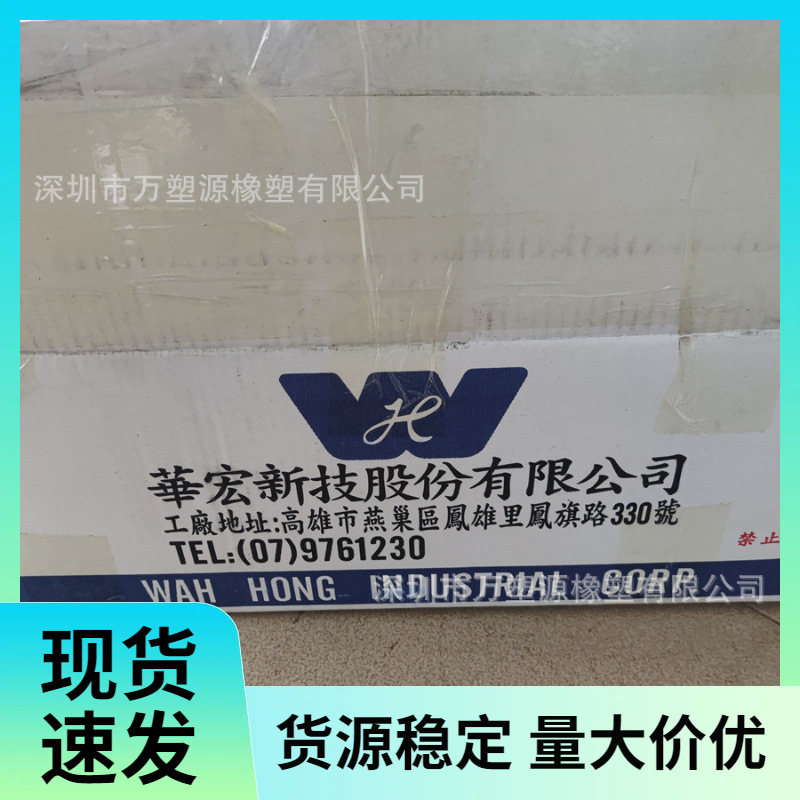 深圳市万塑源橡塑有限公司
H
華宏新技股份有限公司
工廠地址:高雄市燕巢區鳳雄里鳳旗路330號
TEL:(07)9761230
禁止
WAH HONG INDUSTRIAL CORP.
深圳市万塑源橡塑有限公司
现货
速发
货源稳定 量大价优